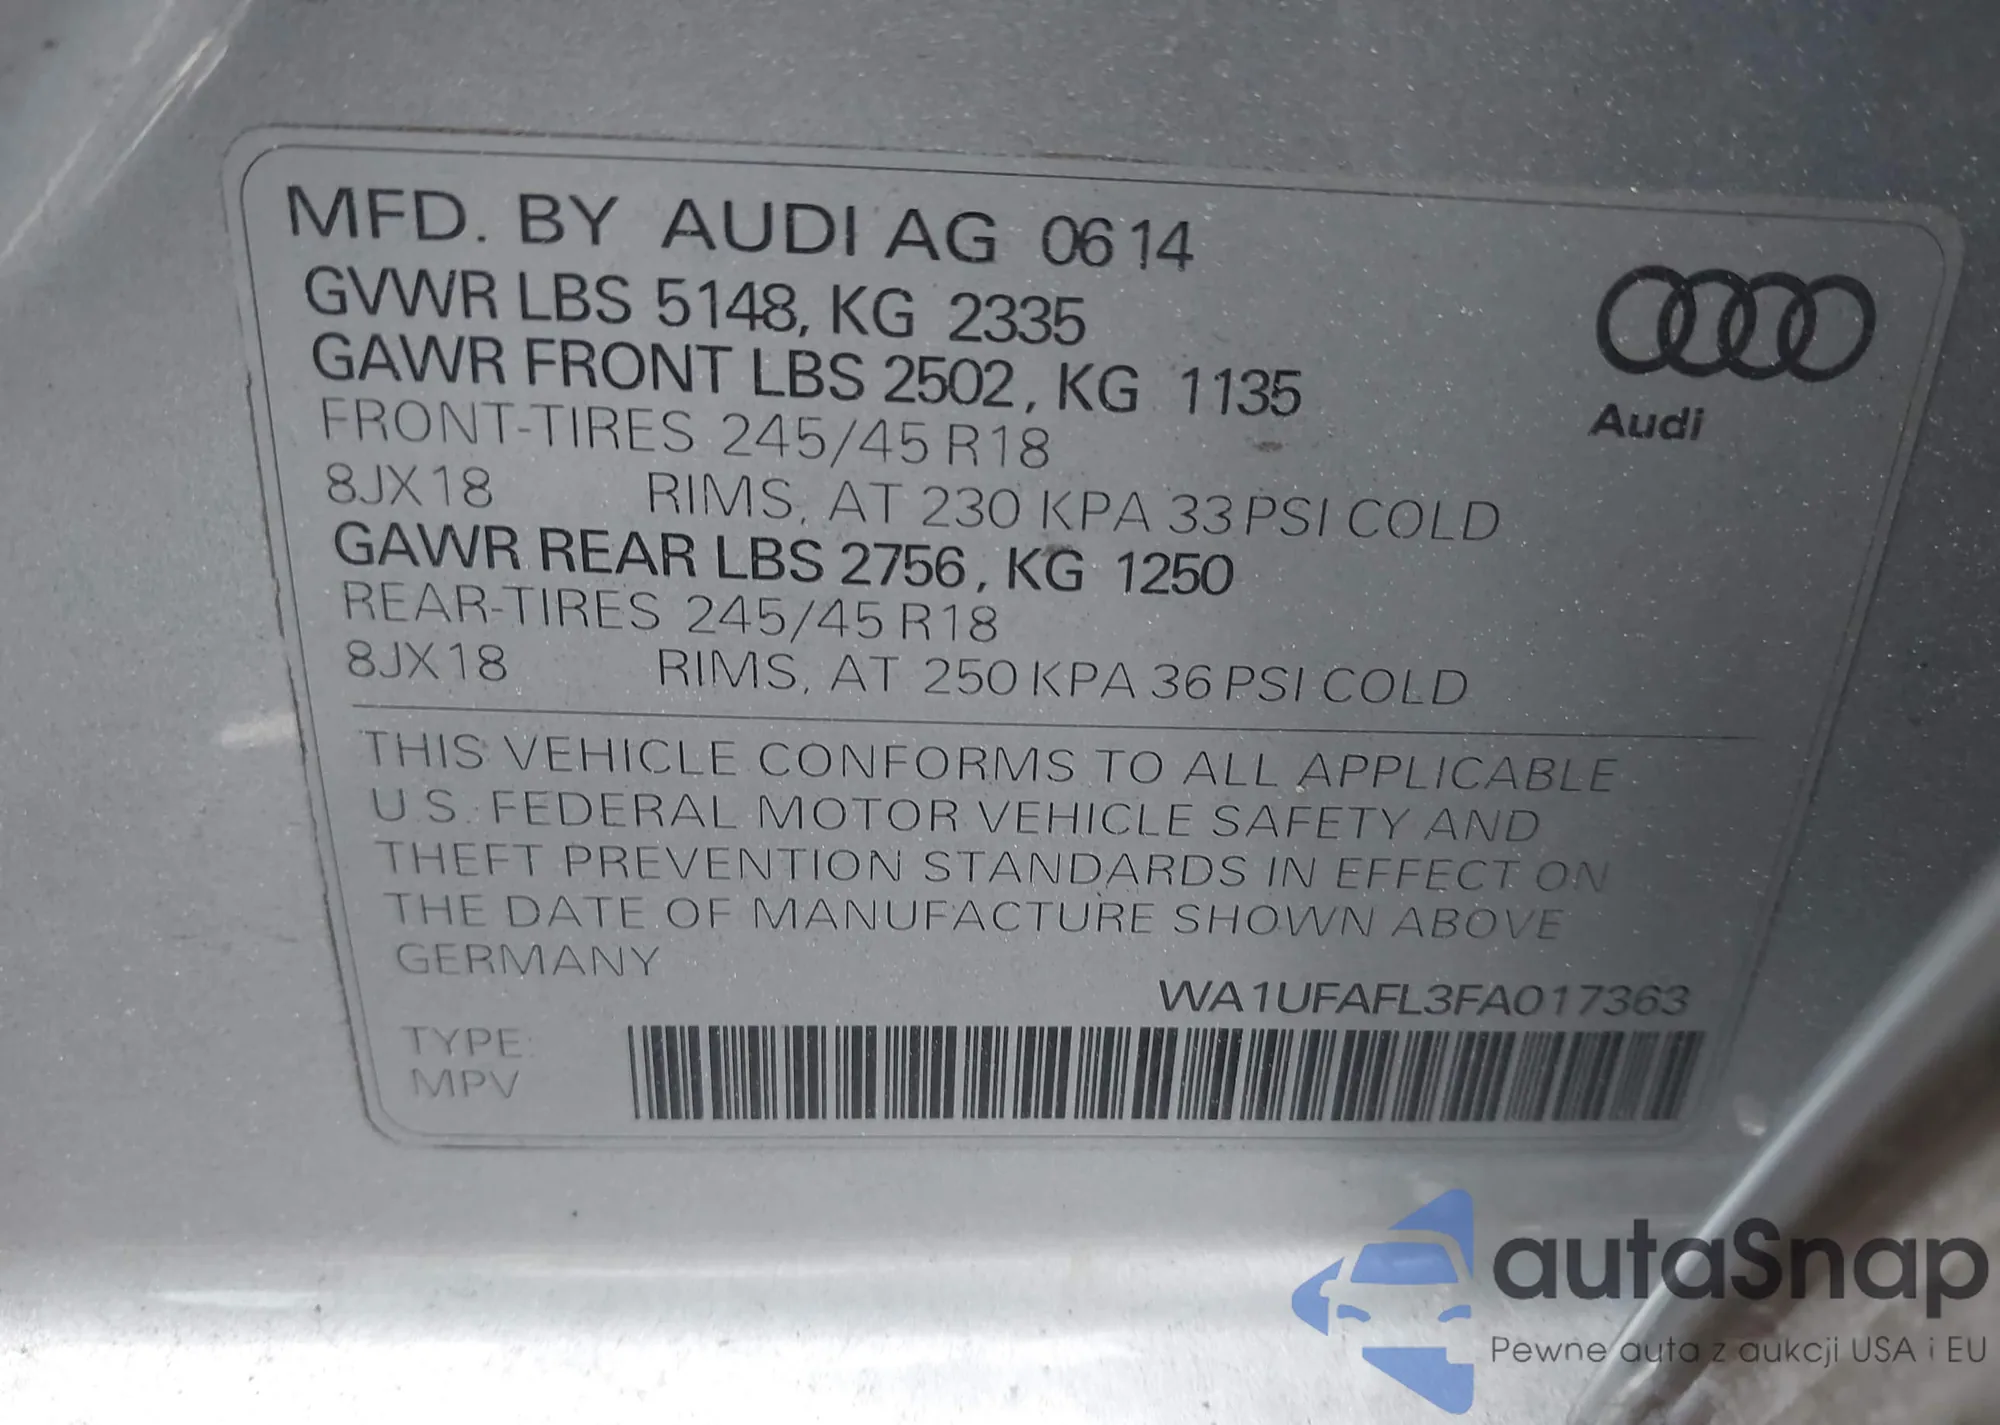 MFD. BY AUDI AG 0614
GVWR LBS 5148, KG 2335
GAWR FRONT LBS 2502, KG 1135
FRONT-TIRES 245/45 R18
8JX18 RIMS, AT 230 KPA 33 PSI COLD
GAWR REAR LBS 2756, KG 1250
REAR-TIRES 245/45 R18
8JX18 RIMS, AT 250 KPA 36 PSI COLD
Audi
THIS VEHICLE CONFORMS TO ALL APPLICABLE
U.S. FEDERAL MOTOR VEHICLE SAFETY AND
THEFT PREVENTION STANDARDS IN EFFECT ON
THE DATE OF MANUFACTURE SHOWN ABOVE
GERMANY
WA1UFAFL3FA017363
TYPE:
MPV
autaSnap
Pewne auta z aukcji USA i EU